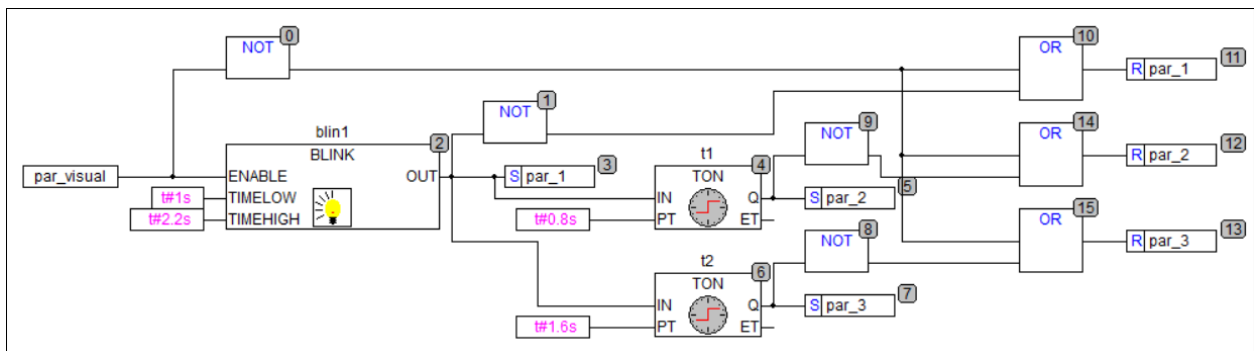 NOT 0
OR 10
R par_1 11
NOT 1
blin1
BLINK 2
par_visual
ENABLE OUT
t#1s TIMELOW
t#2.2s TIMEHIGH
S par_1 3
t1
TON 4
IN Q
t#0.8s PT ET
NOT 9
S par_2 5
OR 14
R par_2 12
t2
TON 6
IN Q
t#1.6s PT ET
NOT 8
S par_3 7
OR 15
R par_3 13